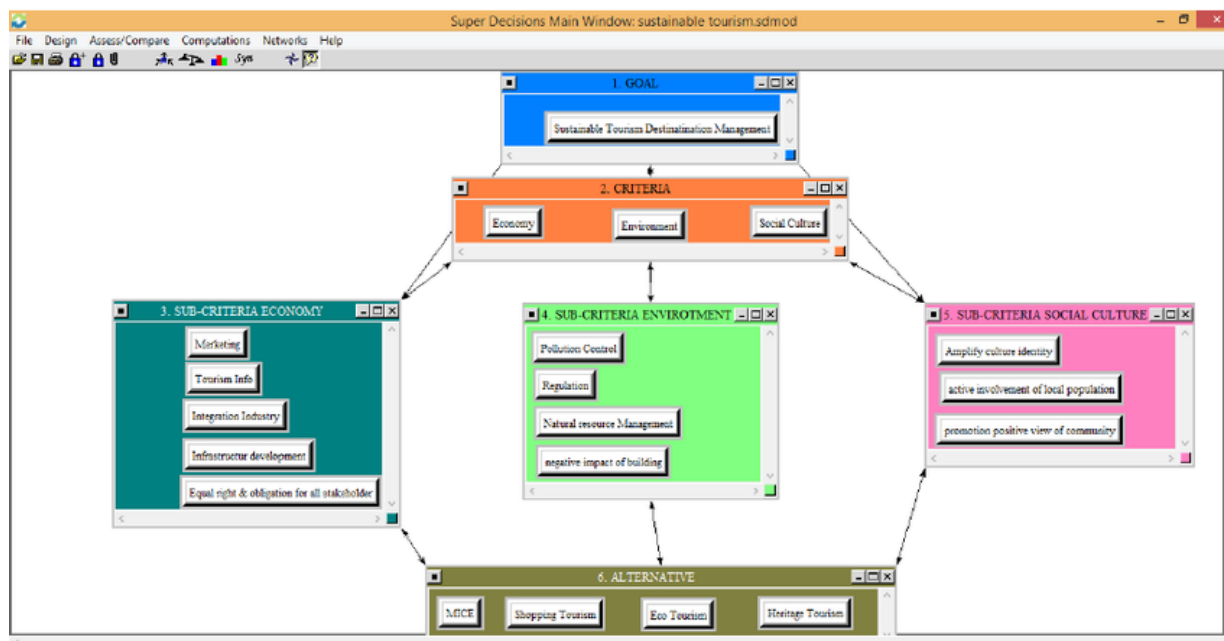 Super Decisions Main Window: sustainable tourism.sdmod
File Design Assess/Compare Computations Networks Help
Syn
1. GOAL
Sustainable Tourism Destinatination Management
2. CRITERIA
Economy Environment Social Culture
3. SUB-CRITERIA ECONOMY
Merketing
Tourism Info
Integration Industry
Infrastructur development
Equal right & obligation for all stakeholder
4. SUB-CRITERIA ENVIROTMENT
Pollution Control
Regulation
Natural resource Management
negative impact of building
5. SUB-CRITERIA SOCIAL CULTURE
Amplify culture identity
active involvement of local population
promotion positive view of community
6. ALTERNATIVE
MICE Shopping Tourism Eco Tourism Heritage Tourism